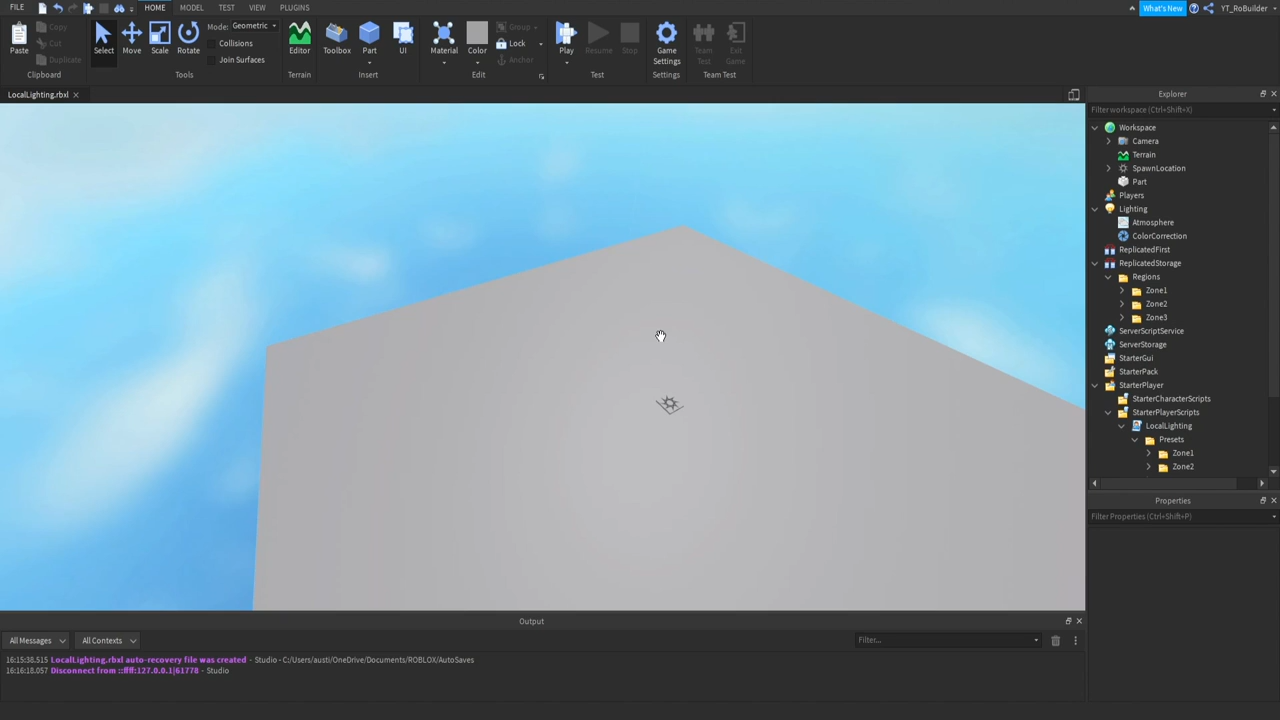 FILE HOME MODEL TEST VIEW PLUGINS What's New YT_RoBuilder
Paste Copy Cut Duplicate Clipboard
Select Move Scale Rotate Mode: Geometric Collisions Join Surfaces Tools
Editor Terrain
Toolbox Part UI Insert
Material Color Group Lock Anchor Edit
Play Resume Stop Test
Game Settings Settings
Team Test Exit Game Team Test
LocalLighting.rbxl
Explorer
Filter workspace (Ctrl+Shift+X)
Workspace
Camera
Terrain
SpawnLocation
Part
Players
Lighting
Atmosphere
ColorCorrection
ReplicatedFirst
ReplicatedStorage
Regions
Zone1
Zone2
Zone3
ServerScriptService
ServerStorage
StarterGui
StarterPack
StarterPlayer
StarterCharacterScripts
StarterPlayerScripts
LocalLighting
Presets
Zone1
Zone2
Properties
Filter Properties (Ctrl+Shift+P)
Output
All Messages All Contexts Filter...
16:15:38.515 LocalLighting.rbxl auto-recovery file was created - Studio - C:/Users/austi/OneDrive/Documents/ROBLOX/AutoSaves
16:16:18.057 Disconnect from ::ffff:127.0.0.1|61778 - Studio